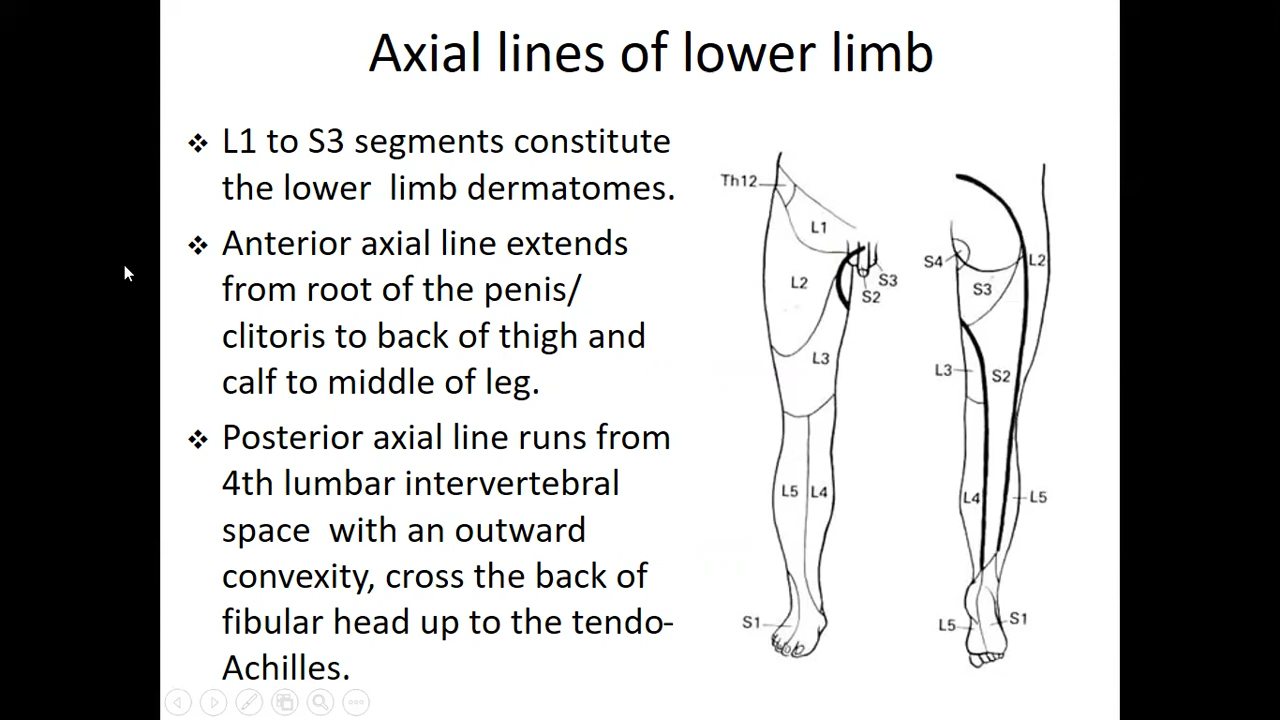 Axial lines of lower limb
❖ L1 to S3 segments constitute
the lower  limb dermatomes.
❖ Anterior axial line extends
from root of the penis/
clitoris to back of thigh and
calf to middle of leg.
❖ Posterior axial line runs from
4th lumbar intervertebral
space  with an outward
convexity, cross the back of
fibular head up to the tendo-
Achilles.
Th12
L1
L2
S3
S2
L3
L5 L4
S1
S4
L2
S3
L3
S2
L4
L5
L5
S1